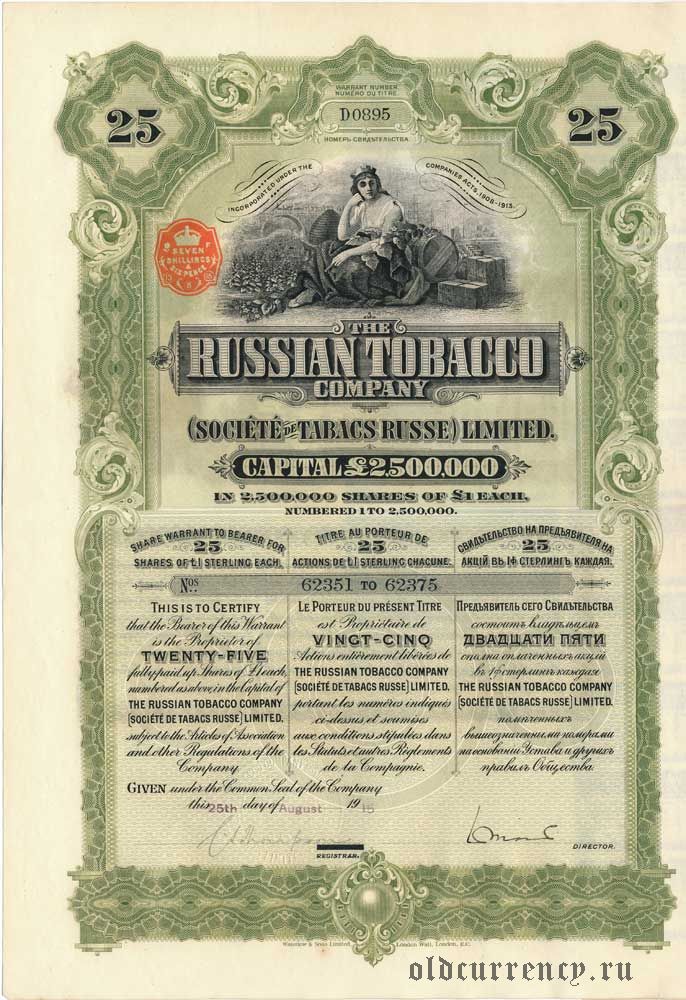 WARRANT NUMBER
NUMÉRO DU TITRE
D0895
НОМЕРЪ СВИДѢТЕЛЬСТВА
25
25
INCORPORATED UNDER THE
COMPANIES ACTS, 1908-1913.
SEVEN
SHILLINGS
&
SIXPENCE
THE
RUSSIAN TOBACCO
COMPANY
(SOCIÉTÉ DE TABACS RUSSE) LIMITED.
CAPITAL £2,500,000
IN 2,500,000 SHARES OF £1 EACH,
NUMBERED 1 TO 2,500,000.
SHARE WARRANT TO BEARER FOR
25
SHARES OF £1 STERLING EACH.
TITRE AU PORTEUR DE
25
ACTIONS DE £1 STERLING CHACUNE.
СВИДѢТЕЛЬСТВО НА ПРЕДЪЯВИТЕЛЯ НА
25
АКЦІЙ ВЪ 1Ф СТЕРЛИНГ. КАЖДАЯ.
Nos 62351 TO 62375
THIS IS TO CERTIFY
that the Bearer of this Warrant
is the Proprietor of
TWENTY-FIVE
fully paid up Shares of £1 each,
numbered as above in the Capital of
THE RUSSIAN TOBACCO COMPANY
(SOCIÉTÉ DE TABACS RUSSE) LIMITED.
subject to the Articles of Association
and other Regulations of the
Company.
LE PORTEUR DU PRÉSENT TITRE
est Propriétaire de
VINGT-CINQ
Actions entièrement libérées de
THE RUSSIAN TOBACCO COMPANY
(SOCIÉTÉ DE TABACS RUSSE) LIMITED.
portant les numéros indiqués
ci-dessus et soumises
aux conditions stipulées dans
les Statuts et autres Règlements
de la Compagnie.
ПРЕДЪЯВИТЕЛЬ СЕГО СВИДѢТЕЛЬСТВА
состоитъ владѣльцемъ
ДВАДЦАТИ ПЯТИ
сполна оплаченныхъ акцій
въ 1ф стерлинг. каждая
THE RUSSIAN TOBACCO COMPANY
(SOCIÉTÉ DE TABACS RUSSE) LIMITED.
помѣченныхъ
вышеозначенными номерами
на основаніи Устава и другихъ
правилъ Общества.
GIVEN under the Common Seal of the Company
this 25th day of August 1915
REGISTRAR.
DIRECTOR.
Waterlow & Sons Limited, London Wall, London, E.C.
oldcurrency.ru